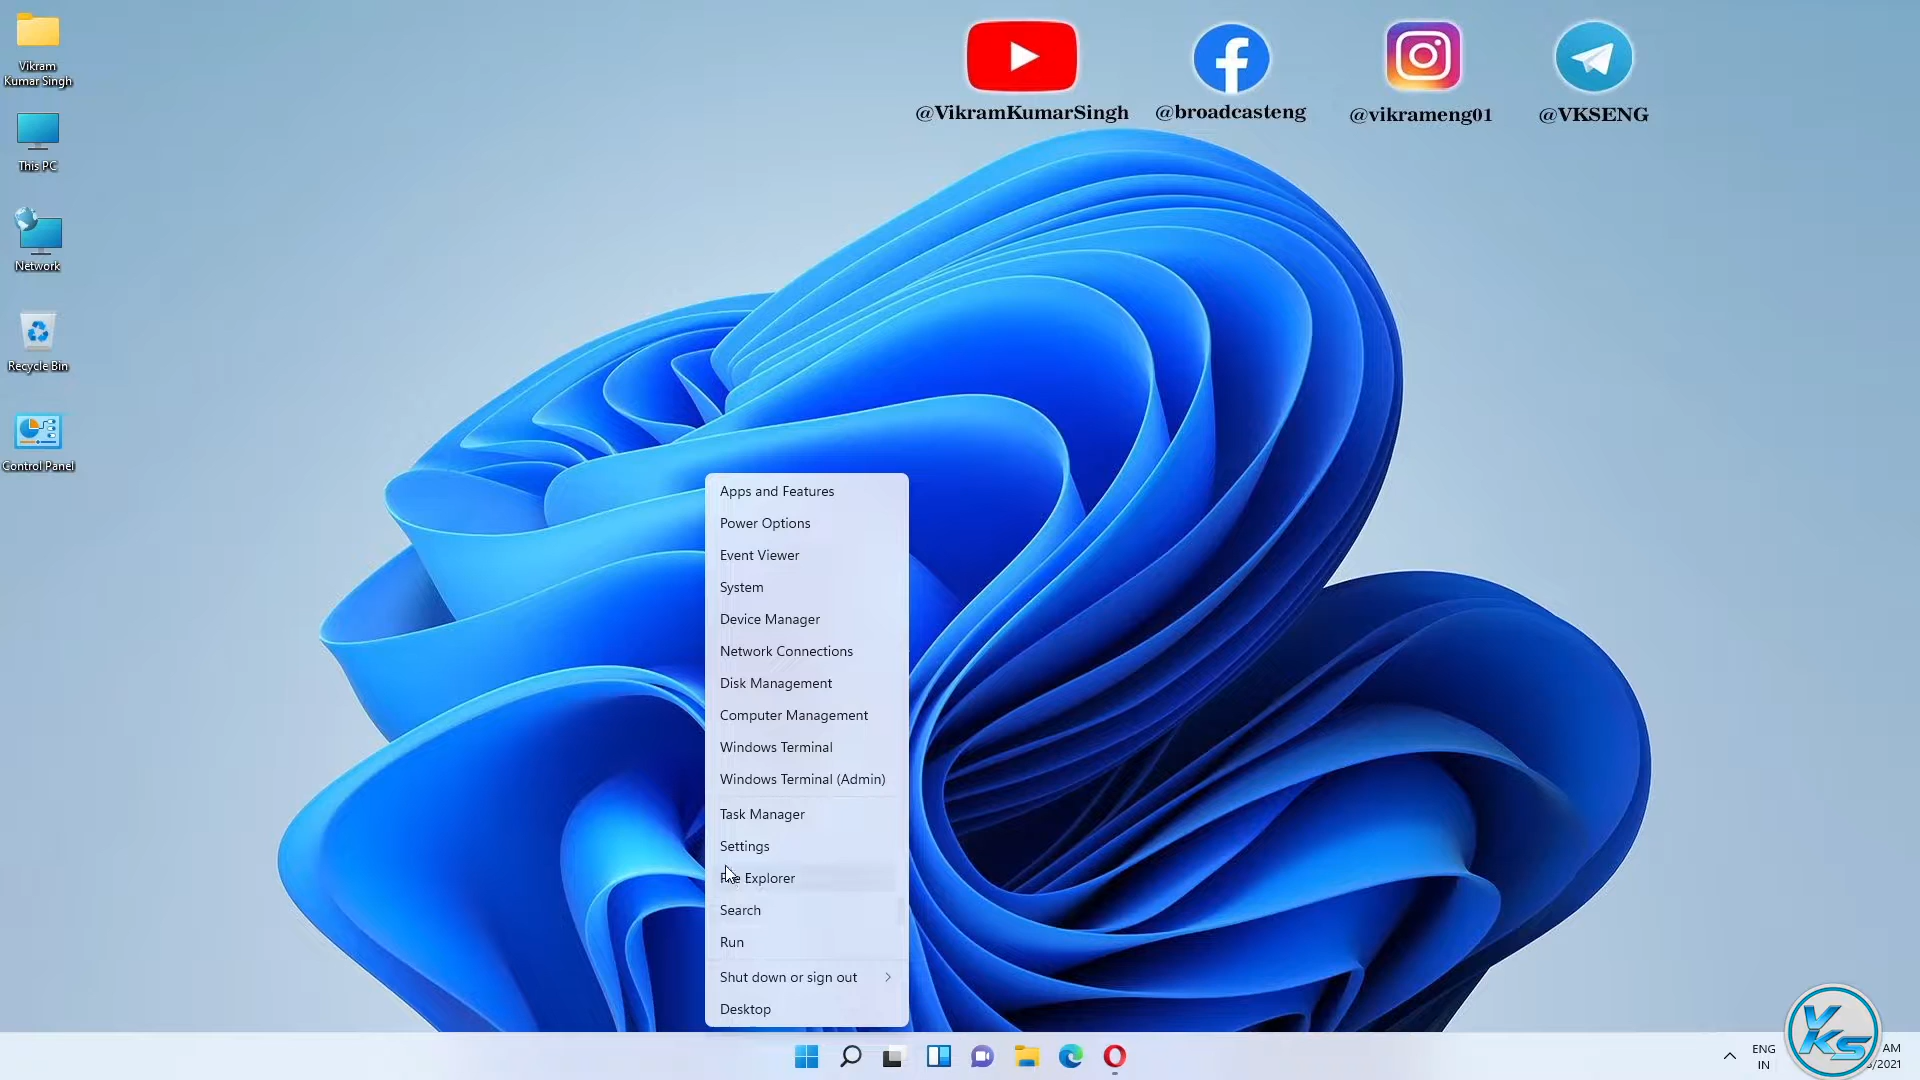 Vikram
Kumar Singh
This PC
Network
Recycle Bin
Control Panel
@VikramKumarSingh
@broadcasteng
@vikrameng01
@VKSENG
Apps and Features
Power Options
Event Viewer
System
Device Manager
Network Connections
Disk Management
Computer Management
Windows Terminal
Windows Terminal (Admin)
Task Manager
Settings
File Explorer
Search
Run
Shut down or sign out
Desktop
ENG
IN
VKS
AM
/2021